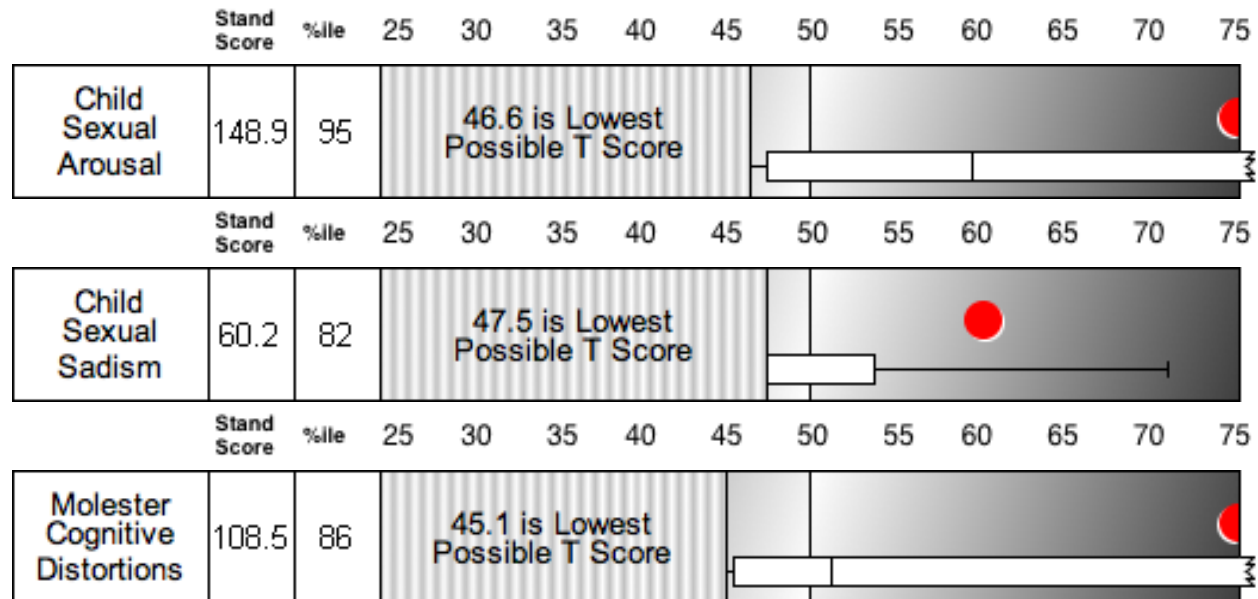 Stand Score %ile 25 30 35 40 45 50 55 60 65 70 75
Child Sexual Arousal 148.9 95 46.6 is Lowest Possible T Score
Stand Score %ile 25 30 35 40 45 50 55 60 65 70 75
Child Sexual Sadism 60.2 82 47.5 is Lowest Possible T Score
Stand Score %ile 25 30 35 40 45 50 55 60 65 70 75
Molester Cognitive Distortions 108.5 86 45.1 is Lowest Possible T Score